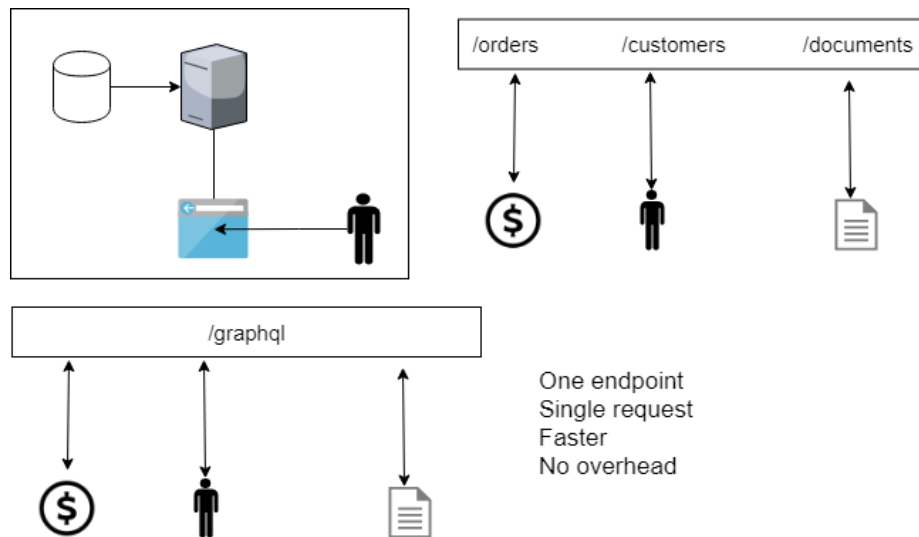 /orders
/customers
/documents
$
/graphql
One endpoint
Single request
Faster
No overhead
$